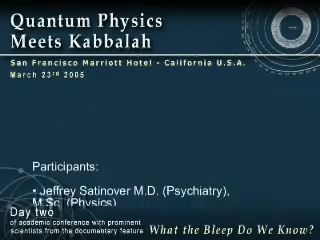 Quantum Physics
Meets Kabbalah
San Francisco Marriott Hotel - California U.S.A.
March 23rd 2005
Participants:
• Jeffrey Satinover M.D. (Psychiatry),
M.Sc. (Physics)
Day two
of academic conference with prominent
scientists from the documentary feature
What the Bleep Do We Know?